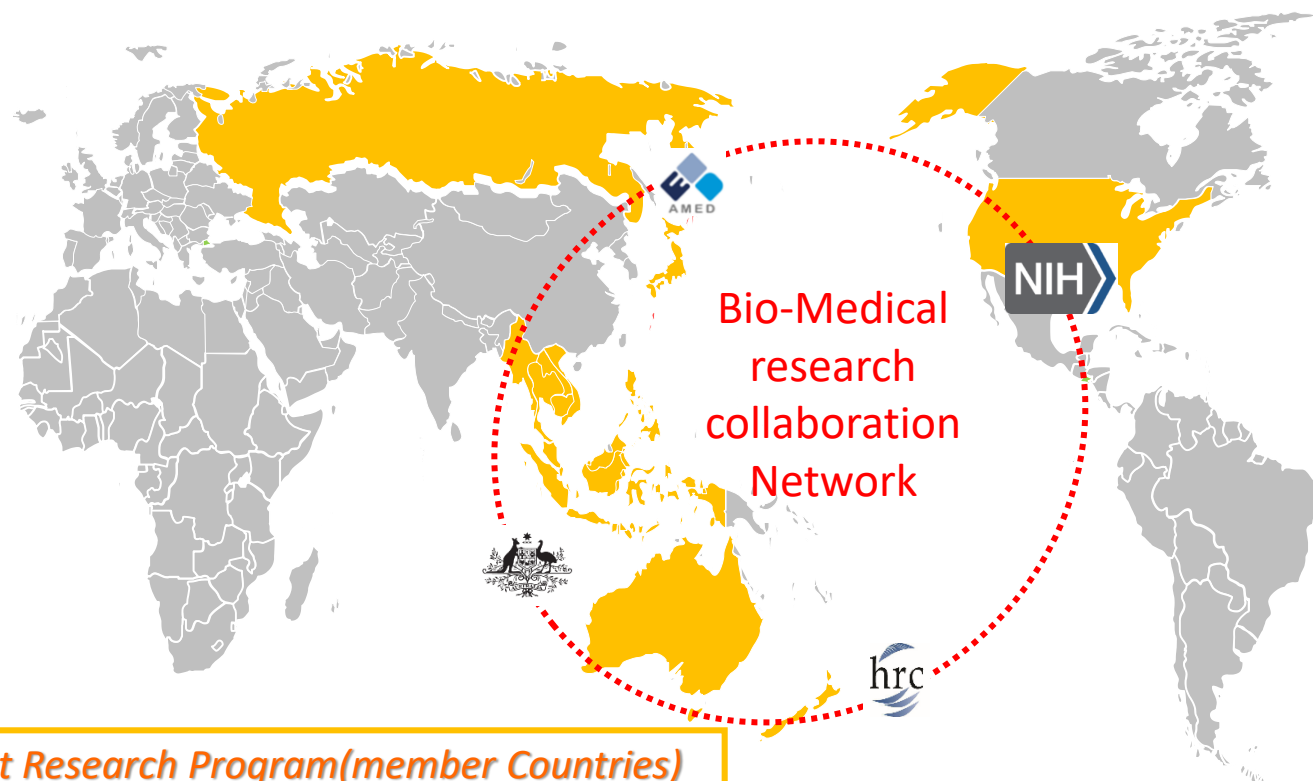 AMED
NIH
Bio-Medical
research
collaboration
Network
hrc
t Research Program(member Countries)